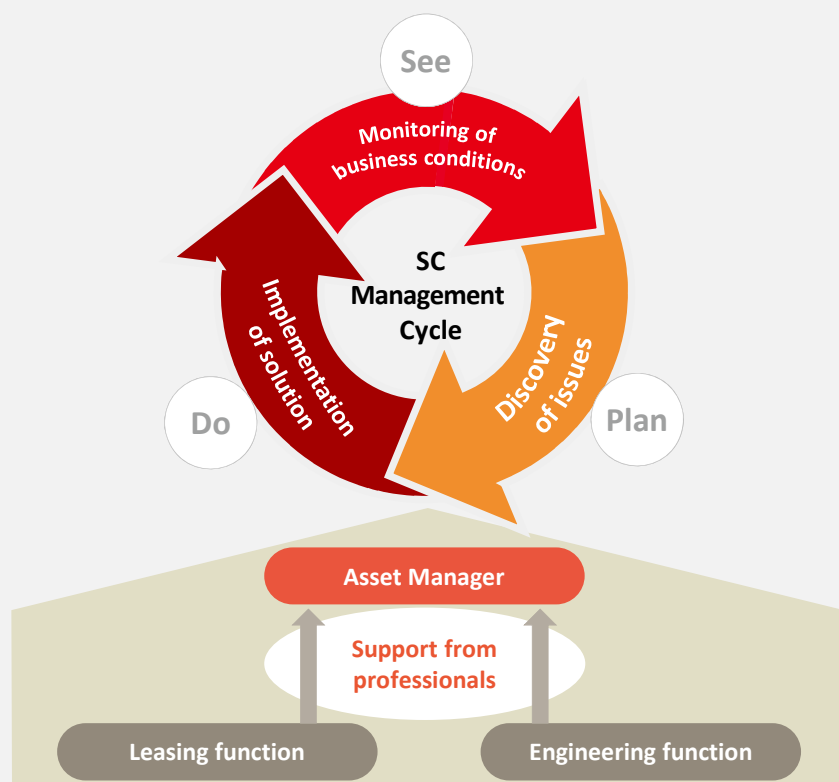 See
Monitoring of
business conditions
SC
Management
Cycle
Implementation
of solution
Discovery
of issues
Do
Plan
Asset Manager
Support from
professionals
Leasing function
Engineering function